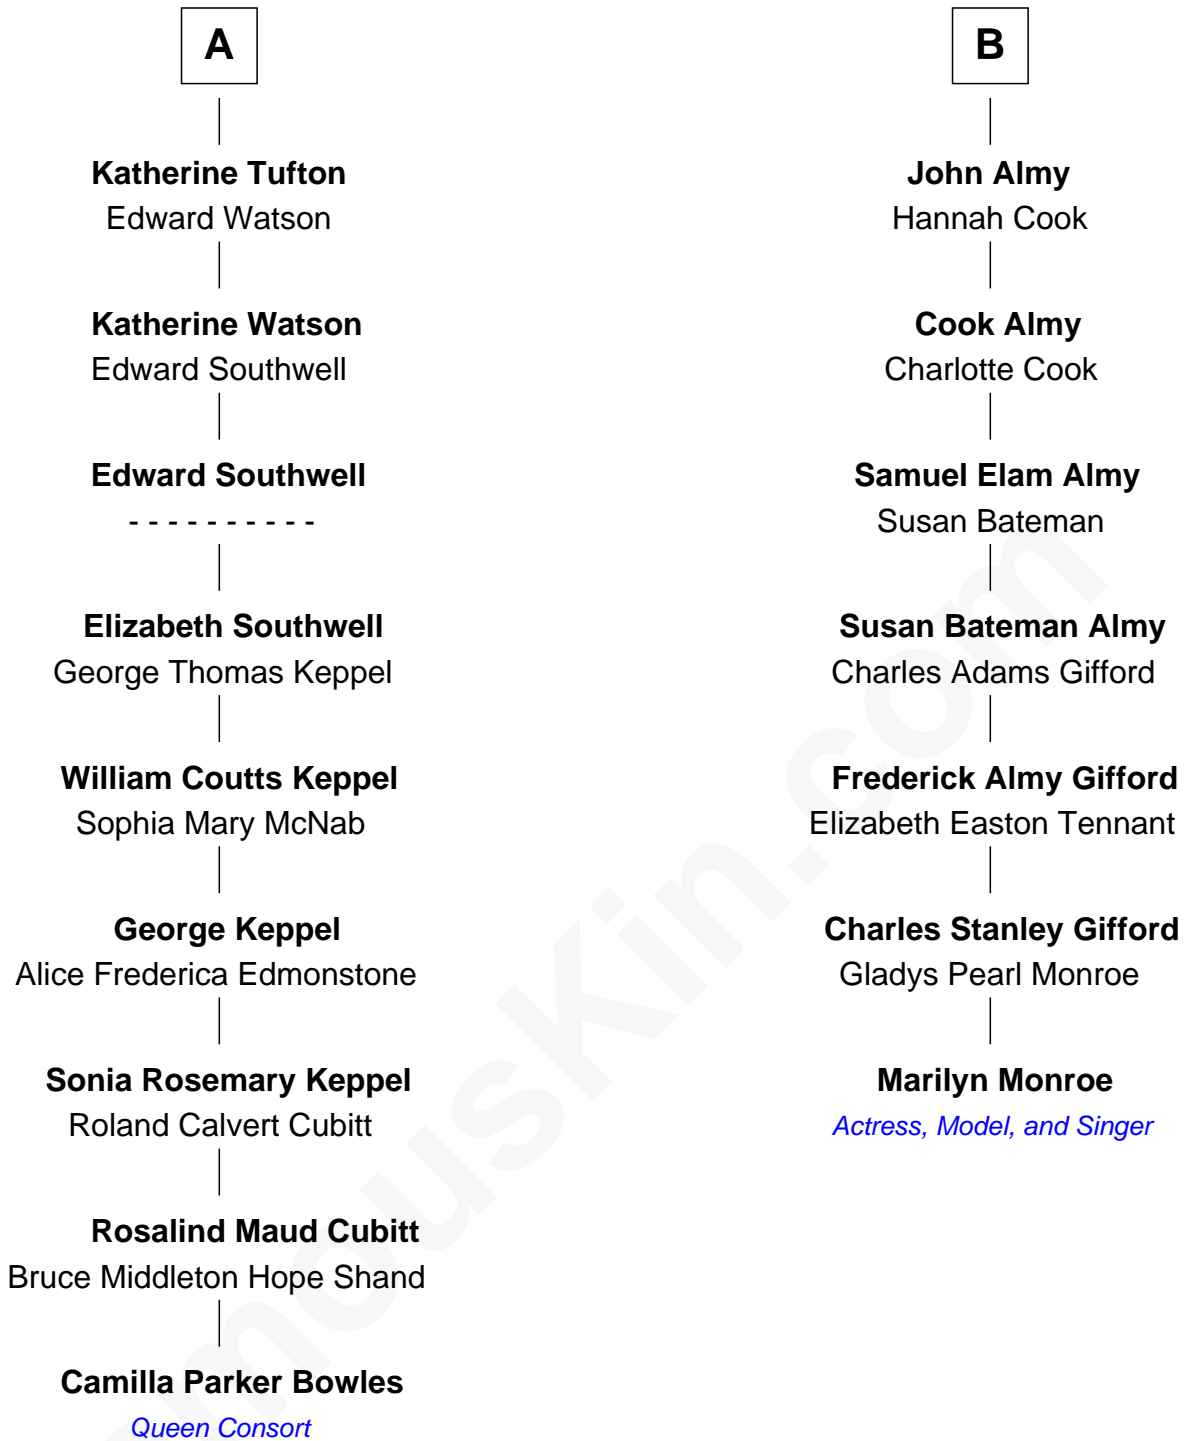 A
Katherine Tufton
Edward Watson
Katherine Watson
Edward Southwell
Edward Southwell
- - - - - - - - - -
Elizabeth Southwell
George Thomas Keppel
William Coutts Keppel
Sophia Mary McNab
George Keppel
Alice Frederica Edmonstone
Sonia Rosemary Keppel
Roland Calvert Cubitt
Rosalind Maud Cubitt
Bruce Middleton Hope Shand
Camilla Parker Bowles
Queen Consort
B
John Almy
Hannah Cook
Cook Almy
Charlotte Cook
Samuel Elam Almy
Susan Bateman
Susan Bateman Almy
Charles Adams Gifford
Frederick Almy Gifford
Elizabeth Easton Tennant
Charles Stanley Gifford
Gladys Pearl Monroe
Marilyn Monroe
Actress, Model, and Singer
mouskin.com